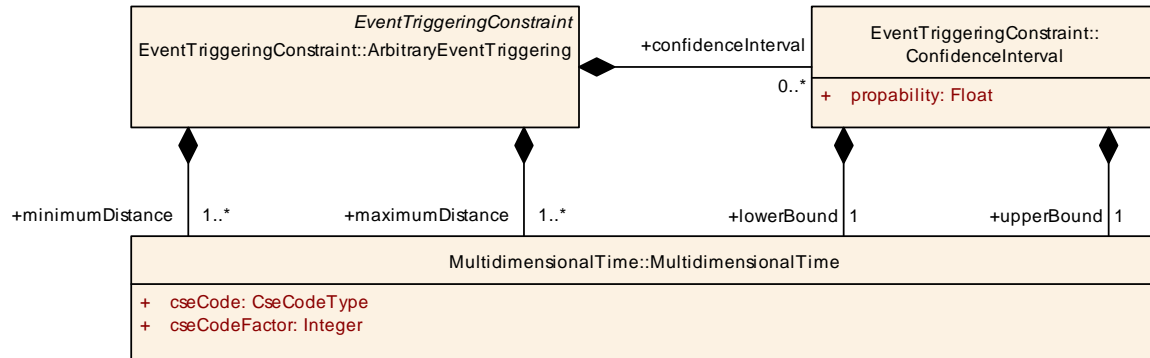 EventTriggeringConstraint
EventTriggeringConstraint::ArbitraryEventTriggering
+confidenceInterval
0..*
EventTriggeringConstraint::
ConfidenceInterval
+ propability: Float
+minimumDistance 1..*
+maximumDistance 1..*
+lowerBound 1
+upperBound 1
MultidimensionalTime::MultidimensionalTime
+ cseCode: CseCodeType
+ cseCodeFactor: Integer